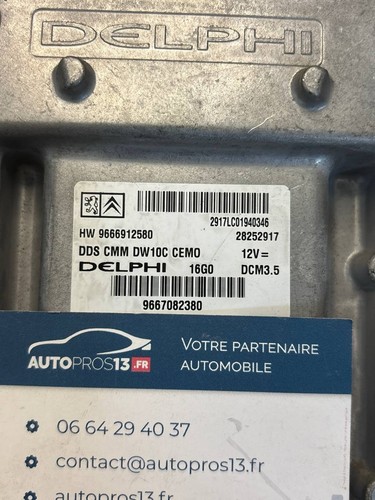 DELPHI
2917LC01940346
HW 9666912580 28252917
DDS CMM DW10C CEMO 12V=
DELPHI 16G0 DCM3.5
9667082380
AUTOPROS13.FR
VOTRE PARTENAIRE
AUTOMOBILE
06 64 29 40 37
contact@autopros13.fr
autopros13.fr